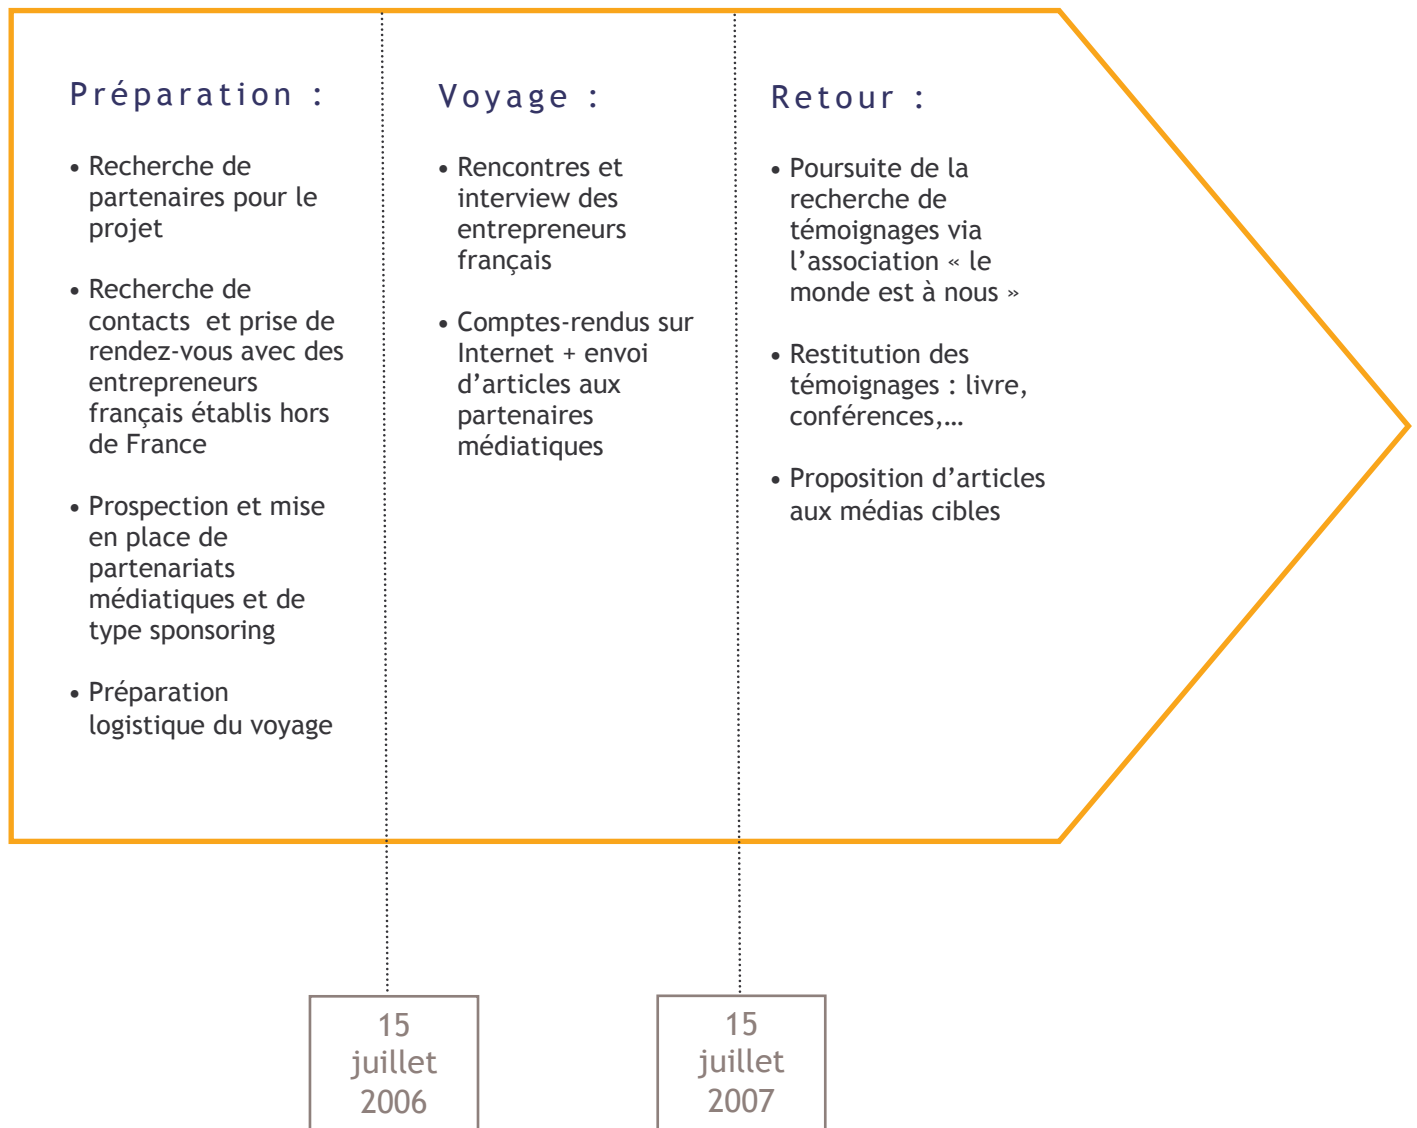 Préparation :
• Recherche de
partenaires pour le
projet
• Recherche de
contacts et prise de
rendez-vous avec des
entrepreneurs
français établis hors
de France
• Prospection et mise
en place de
partenariats
médiatiques et de
type sponsoring
• Préparation
logistique du voyage
Voyage :
• Rencontres et
interview des
entrepreneurs
français
• Comptes-rendus sur
Internet + envoi
d’articles aux
partenaires
médiatiques
Retour :
• Poursuite de la
recherche de
témoignages via
l’association « le
monde est à nous »
• Restitution des
témoignages : livre,
conférences,…
• Proposition d’articles
aux médias cibles
15
juillet
2006
15
juillet
2007